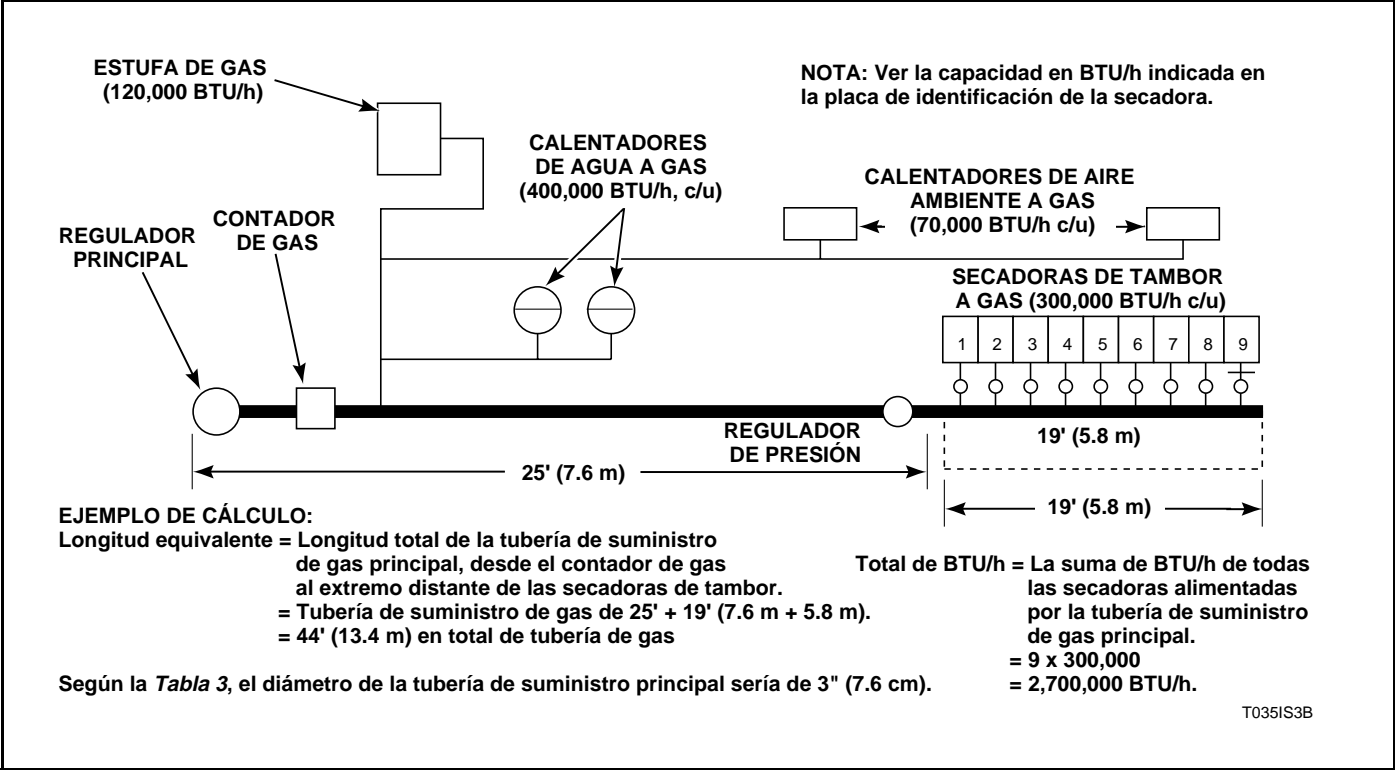 ESTUFA DE GAS
(120,000 BTU/h)
NOTA: Ver la capacidad en BTU/h indicada en
la placa de identificación de la secadora.
CALENTADORES
DE AGUA A GAS
(400,000 BTU/h, c/u)
CALENTADORES DE AIRE
AMBIENTE A GAS
(70,000 BTU/h c/u)
CONTADOR
DE GAS
REGULADOR
PRINCIPAL
SECADORAS DE TAMBOR
A GAS (300,000 BTU/h c/u)
1 2 3 4 5 6 7 8 9
REGULADOR
DE PRESIÓN
19' (5.8 m)
25' (7.6 m)
19' (5.8 m)
EJEMPLO DE CÁLCULO:
Longitud equivalente = Longitud total de la tubería de suministro
de gas principal, desde el contador de gas
al extremo distante de las secadoras de tambor.
= Tubería de suministro de gas de 25' + 19' (7.6 m + 5.8 m).
= 44' (13.4 m) en total de tubería de gas
Según la Tabla 3, el diámetro de la tubería de suministro principal sería de 3" (7.6 cm).
Total de BTU/h = La suma de BTU/h de todas
las secadoras alimentadas
por la tubería de suministro
de gas principal.
= 9 x 300,000
= 2,700,000 BTU/h.
T035IS3B